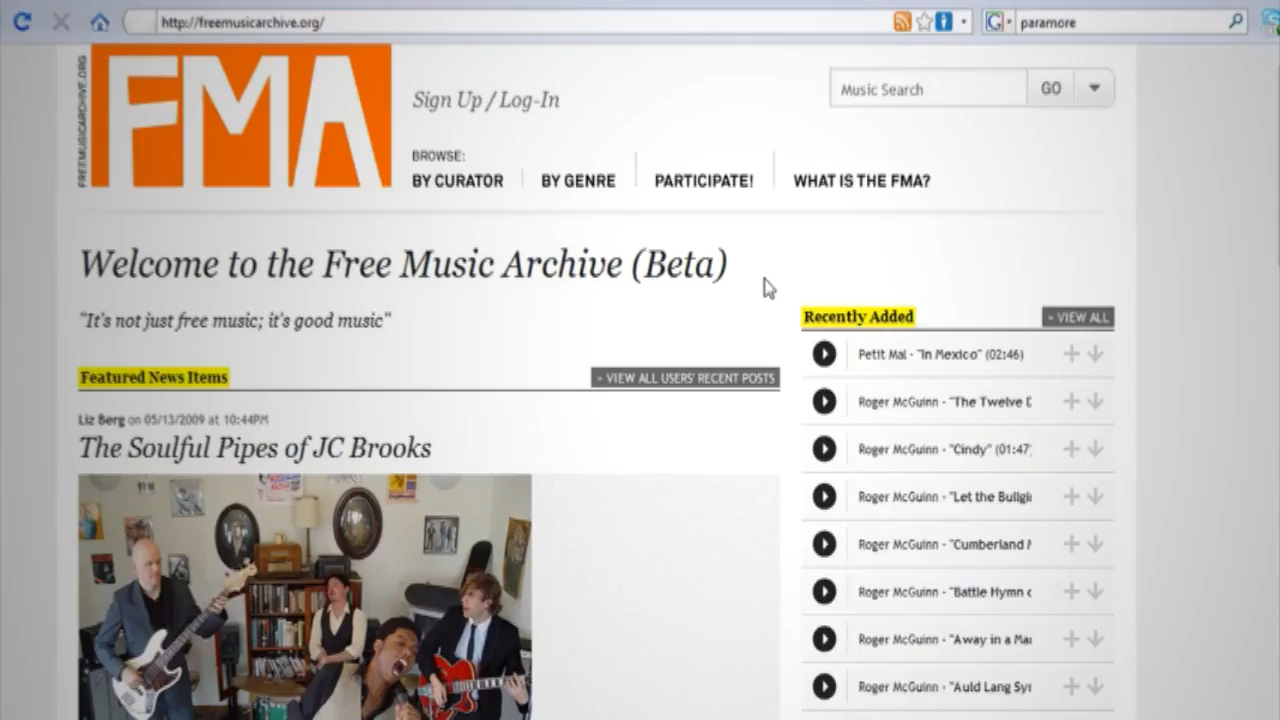 http://freemusicarchive.org/
paramore
FREEMUSICARCHIVE.ORG
FMA
Sign Up / Log-In
Music Search
GO
BROWSE:
BY CURATOR
BY GENRE
PARTICIPATE!
WHAT IS THE FMA?
Welcome to the Free Music Archive (Beta)
"It's not just free music; it's good music"
Featured News Items
» VIEW ALL USERS' RECENT POSTS
Liz Berg on 05/13/2009 at 10:44PM
The Soulful Pipes of JC Brooks
Recently Added
» VIEW ALL
Petit Mal - "In Mexico" (02:46)
Roger McGuinn - "The Twelve
Roger McGuinn - "Cindy" (01:47
Roger McGuinn - "Let the Bullgi
Roger McGuinn - "Cumberland
Roger McGuinn - "Battle Hymn
Roger McGuinn - "Away in a Ma
Roger McGuinn - "Auld Lang Sy